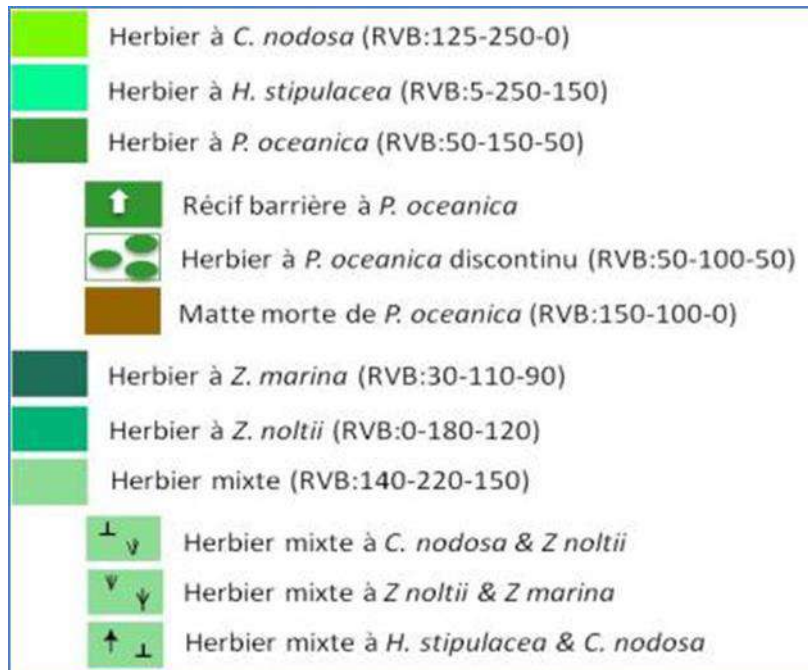 Herbier à C. nodosa (RVB:125-250-0)
Herbier à H. stipulacea (RVB:5-250-150)
Herbier à P. oceanica (RVB:50-150-50)
Récif barrière à P. oceanica
Herbier à P. oceanica discontinu (RVB:50-100-50)
Matte morte de P. oceanica (RVB:150-100-0)
Herbier à Z. marina (RVB:30-110-90)
Herbier à Z. noltii (RVB:0-180-120)
Herbier mixte (RVB:140-220-150)
Herbier mixte à C. nodosa & Z noltii
Herbier mixte à Z noltii & Z marina
Herbier mixte à H. stipulacea & C. nodosa